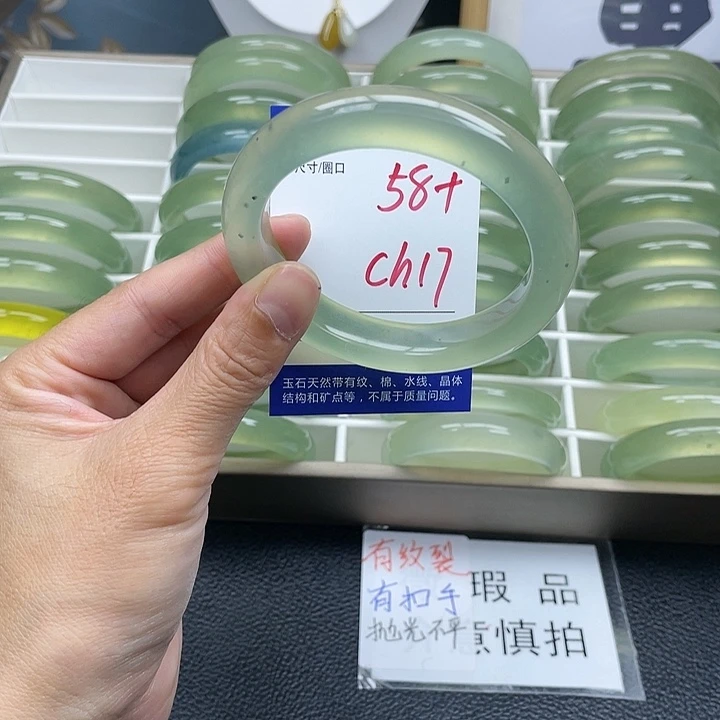 尺寸/圈口
58+
Ch17
玉石天然带有纹、棉、水线、晶体
结构和矿点等，不属于质量问题。
有纹裂
有扣手
抛光不平
瑕 品
慎拍